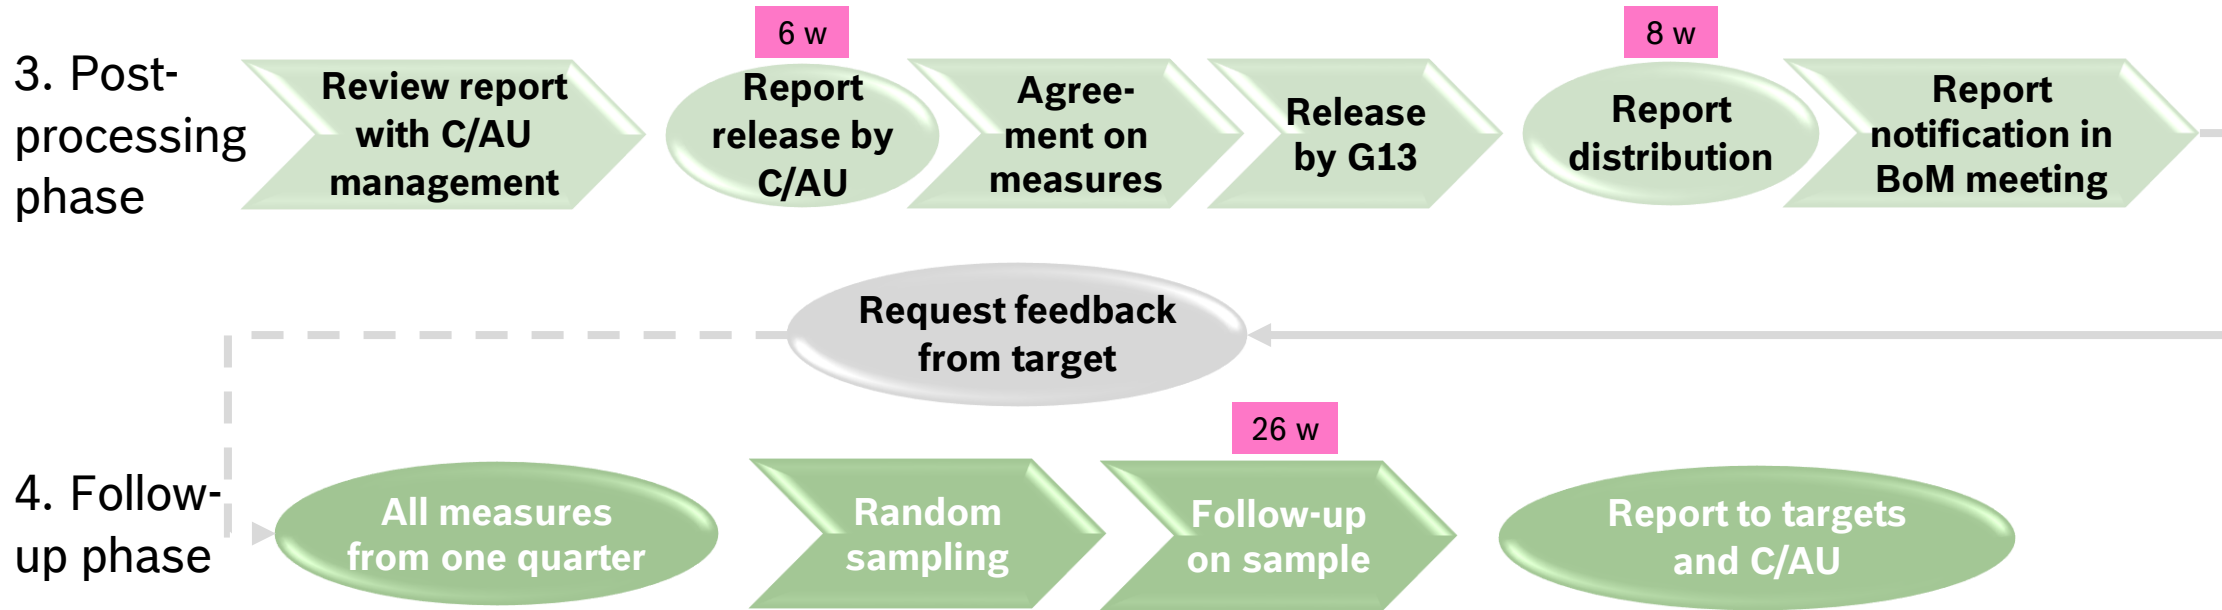 3. Post-
processing
phase
Review report
with C/AU
management
6 w
Report
release by
C/AU
Agree-
ment on
measures
Release
by G13
8 w
Report
distribution
Report
notification in
BoM meeting
Request feedback
from target
4. Follow-
up phase
All measures
from one quarter
Random
sampling
26 w
Follow-up
on sample
Report to targets
and C/AU